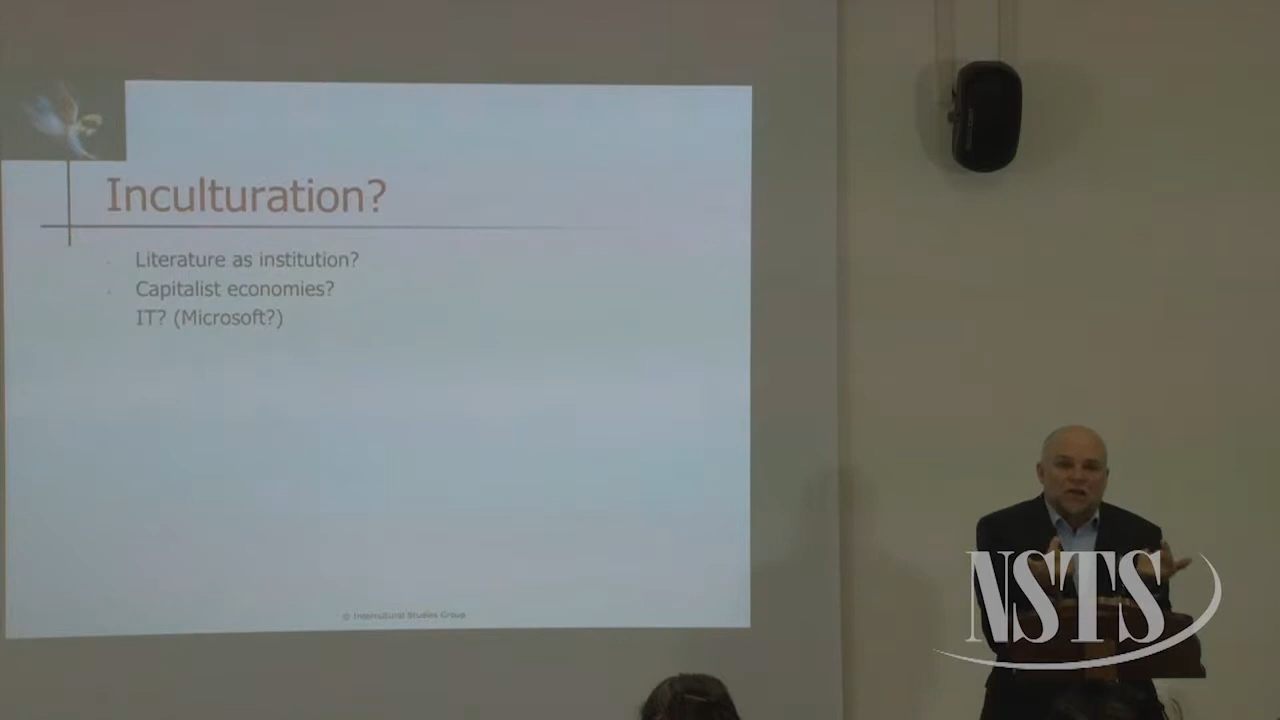 Inculturation?
Literature as institution?
Capitalist economies?
IT? (Microsoft?)
© Intercultural Studies Group
NSTS